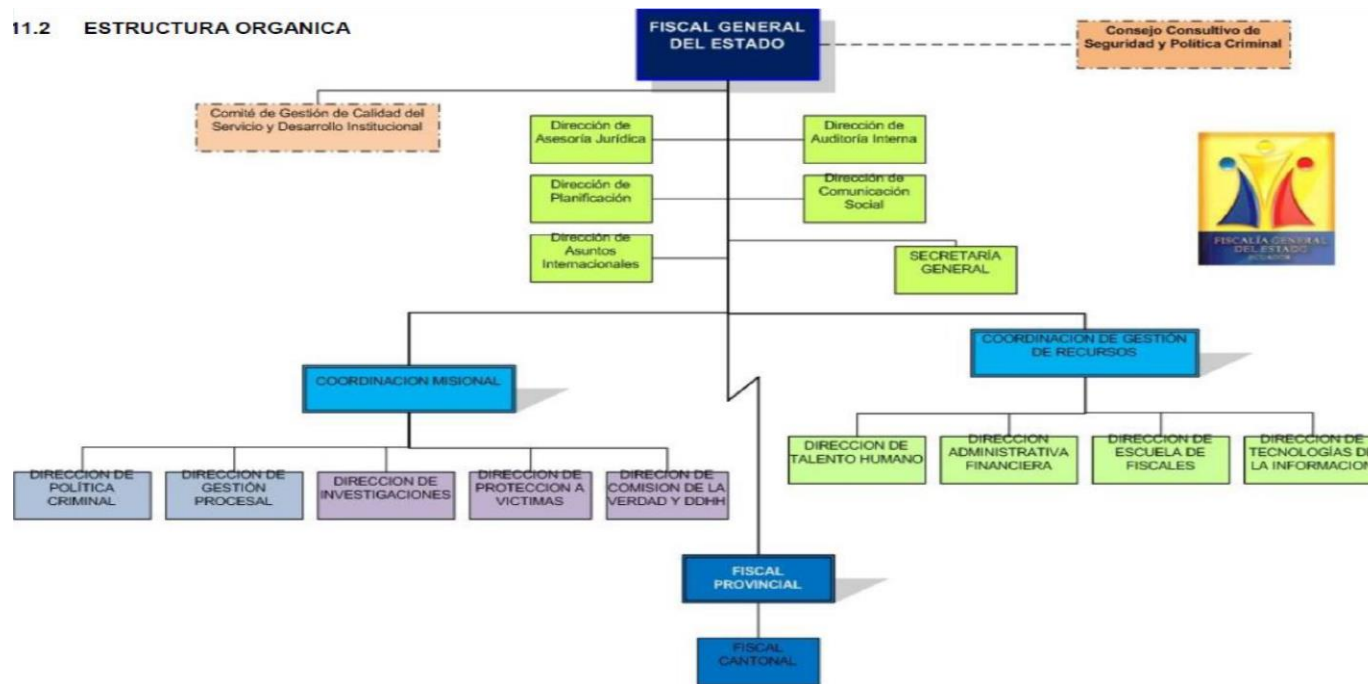 11.2 ESTRUCTURA ORGANICA
FISCAL GENERAL
DEL ESTADO
Consejo Consultivo de
Seguridad y Política Criminal
Comité de Gestión de Calidad del
Servicio y Desarrollo Institucional
Dirección de
Asesoría Jurídica
Dirección de
Auditoría Interna
Dirección de
Planificación
Dirección de
Comunicación
Social
Dirección de
Asuntos
Internacionales
SECRETARÍA
GENERAL
FISCALÍA GENERAL
DEL ESTADO
ECUADOR
COORDINACION DE GESTIÓN
DE RECURSOS
COORDINACION MISIONAL
DIRECCION DE
TALENTO HUMANO
DIRECCION
ADMINISTRATIVA
FINANCIERA
DIRECCION DE
ESCUELA DE
FISCALES
DIRECCION DE
TECNOLOGÍAS DE
LA INFORMACION
DIRECCION DE
POLÍTICA
CRIMINAL
DIRECCION DE
GESTIÓN
PROCESAL
DIRECCION DE
INVESTIGACIONES
DIRECCION DE
PROTECCION A
VICTIMAS
DIRECCION DE
COMISION DE LA
VERDAD Y DDHH
FISCAL
PROVINCIAL
FISCAL
CANTONAL